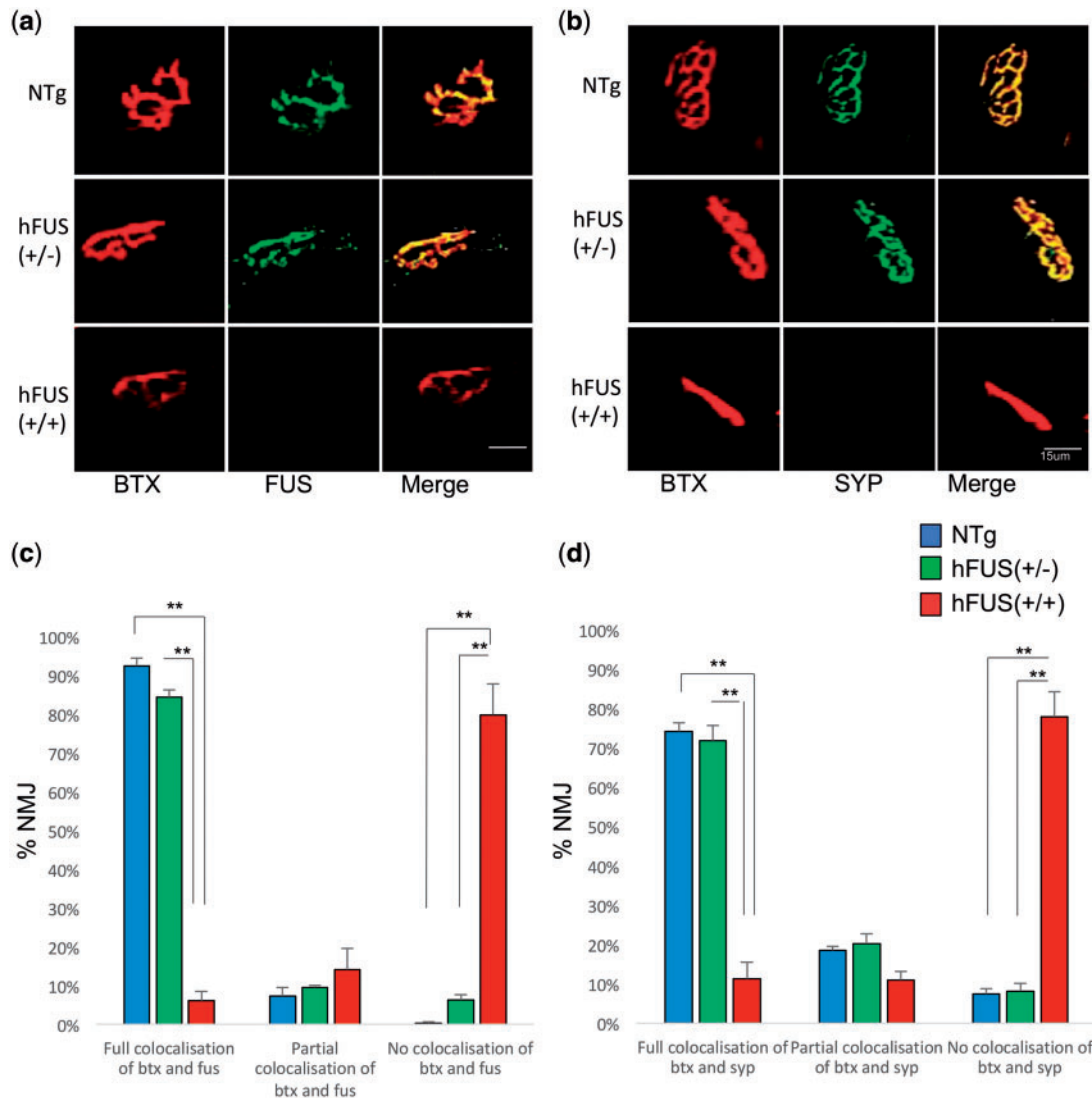 (a)
NTg
hFUS
(+/-)
hFUS
(+/+)
BTX FUS Merge
(b)
NTg
hFUS
(+/-)
hFUS
(+/+)
15um
BTX SYP Merge
(c)
% NMJ
100%
90%
80%
70%
60%
50%
40%
30%
20%
10%
0%
**
**
**
**
Full colocalisation
of btx and fus
Partial
colocalisation of
btx and fus
No colocalisation of
btx and fus
(d)
NTg
hFUS(+/-)
hFUS(+/+)
% NMJ
100%
90%
80%
70%
60%
50%
40%
30%
20%
10%
0%
**
**
**
**
Full colocalisation of
btx and syp
Partial colocalisation
of btx and syp
No colocalisation of
btx and syp